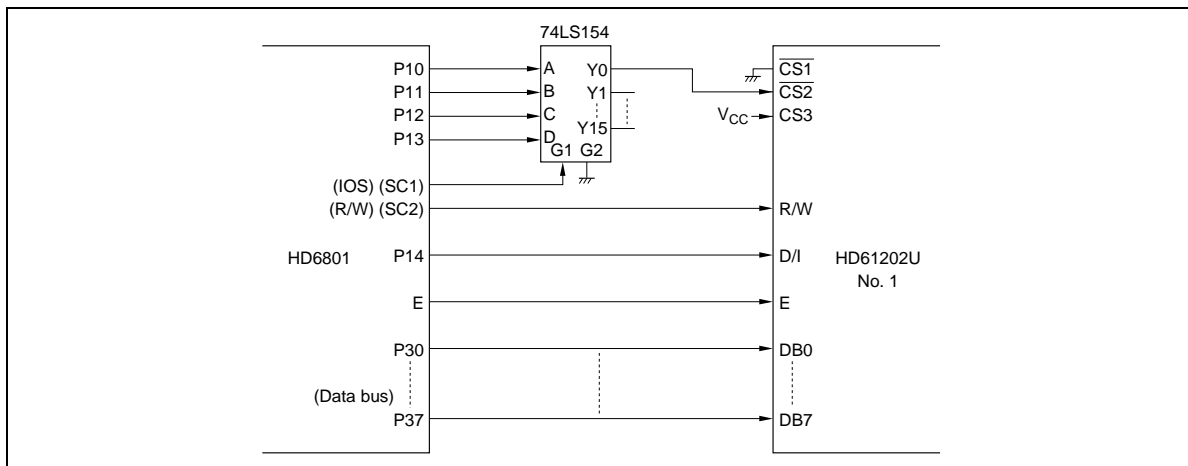 74LS154
P10
A
Y0
CS1
P11
B
Y1
CS2
P12
C
VCC
CS3
P13
D
Y15
G1 G2
(IOS) (SC1)
(R/W) (SC2)
R/W
HD6801
P14
D/I
HD61202U
No. 1
E
E
P30
DB0
(Data bus)
P37
DB7